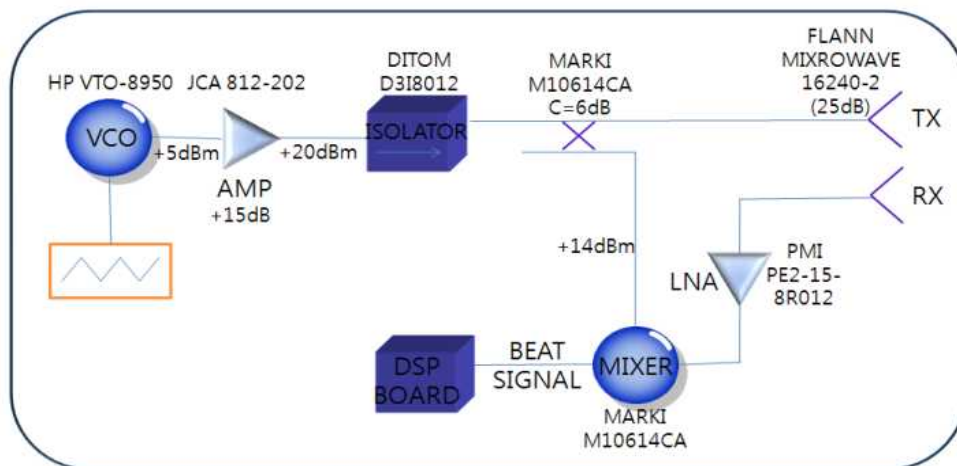 HP VTO-8950
VCO
+5dBm
JCA 812-202
AMP
+15dB
+20dBm
DITOM
D3I8012
ISOLATOR
MARKI
M10614CA
C=6dB
FLANN
MIXROWAVE
16240-2
(25dB)
TX
RX
+14dBm
LNA
PMI
PE2-15-
8R012
DSP
BOARD
BEAT
SIGNAL
MIXER
MARKI
M10614CA